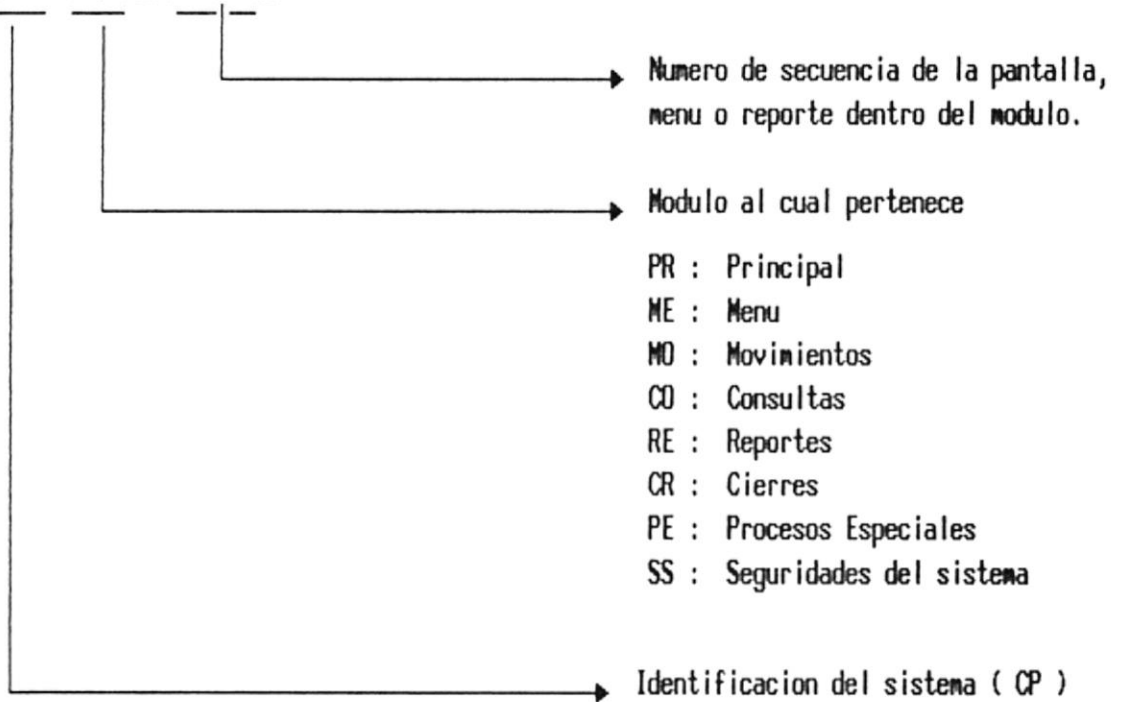 Numero de secuencia de la pantalla,
menu o reporte dentro del modulo.
Modulo al cual pertenece
PR : Principal
ME : Menu
MO : Movimientos
CO : Consultas
RE : Reportes
CR : Cierres
PE : Procesos Especiales
SS : Seguridades del sistema
Identificacion del sistema ( CP )